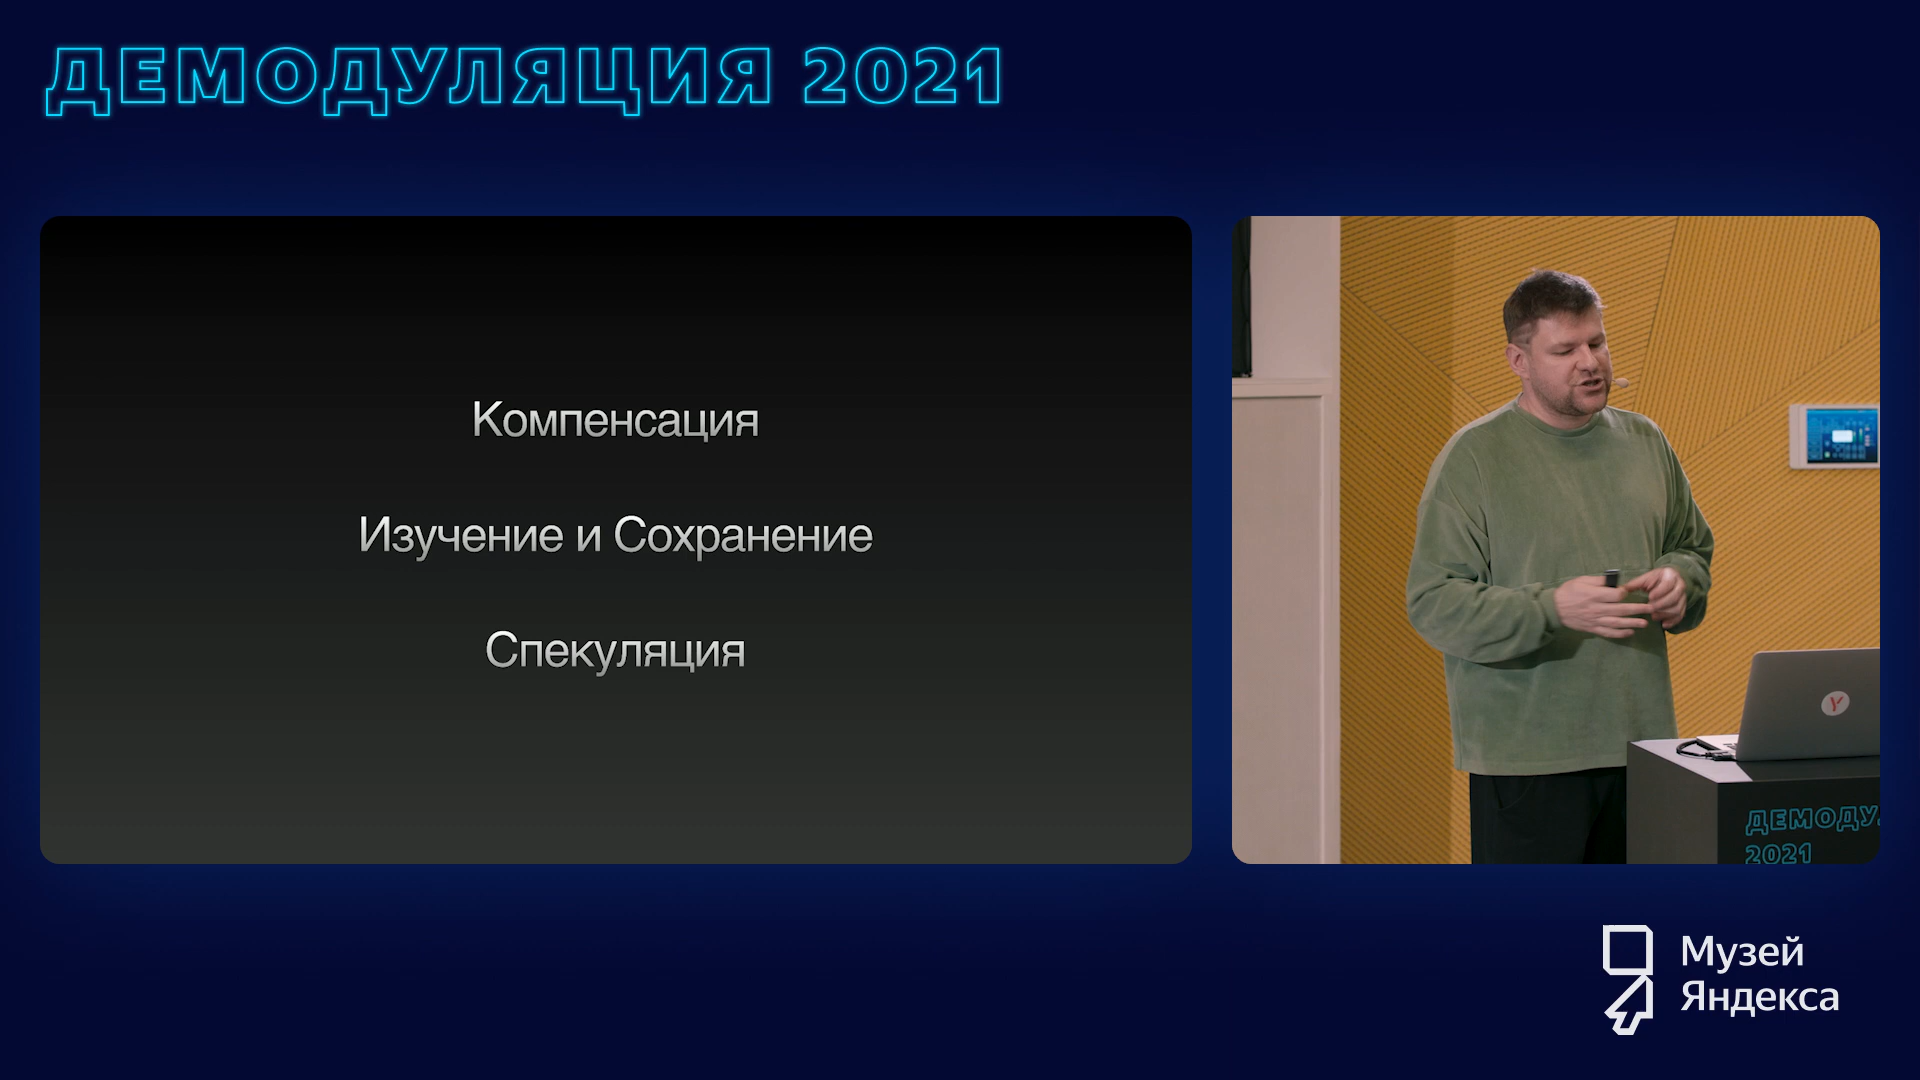 ДЕМОДУЛЯЦИЯ 2021
Компенсация
Изучение и Сохранение
Спекуляция
ДЕМОДУ
2021
Музей
Яндекса